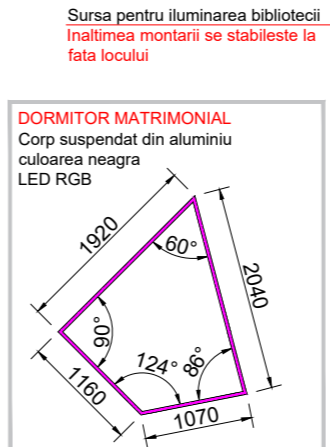 Sursa pentru iluminarea bibliotecii
Inaltimea montarii se stabileste la
fata locului
DORMITOR MATRIMONIAL
Corp suspendat din aluminiu
culoarea neagra
LED RGB
1920
60°
2040
90°
124°
86°
1160
1070